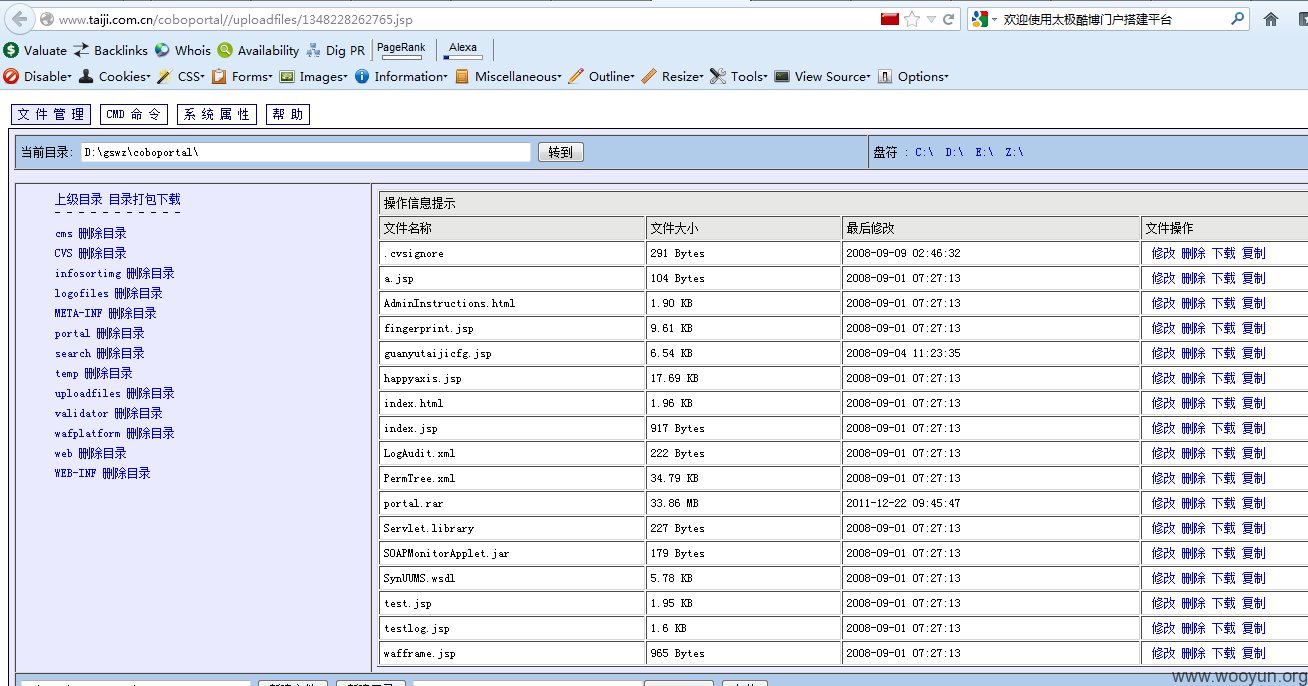 www.taiji.com.cn/coboportal//uploadfiles/1348228262765.jsp
欢迎使用太极酷博门户搭建平台
Valuate Backlinks Whois Availability Dig PR PageRank Alexa
Disable Cookies CSS Forms Images Information Miscellaneous Outline Resize Tools View Source Options
文件管理 CMD 命令 系统属性 帮助
当前目录: D:\gswz\coboportal\ 转到 盘符 : C:\ D:\ E:\ Z:\
上级目录 目录打包下载
- - - - - - - - - - -
cms 删除目录
CVS 删除目录
infosorting 删除目录
logofiles 删除目录
META-INF 删除目录
portal 删除目录
search 删除目录
temp 删除目录
uploadfiles 删除目录
validator 删除目录
wafplatform 删除目录
web 删除目录
WEB-INF 删除目录
操作信息提示
文件名称 文件大小 最后修改 文件操作
.cvsignore 291 Bytes 2008-09-09 02:46:32 修改 删除 下载 复制
a.jsp 104 Bytes 2008-09-01 07:27:13 修改 删除 下载 复制
AdminInstructions.html 1.90 KB 2008-09-01 07:27:13 修改 删除 下载 复制
fingerprint.jsp 9.61 KB 2008-09-01 07:27:13 修改 删除 下载 复制
guanyutaijicfg.jsp 6.54 KB 2008-09-04 11:23:35 修改 删除 下载 复制
happyaxis.jsp 17.69 KB 2008-09-01 07:27:13 修改 删除 下载 复制
index.html 1.96 KB 2008-09-01 07:27:13 修改 删除 下载 复制
index.jsp 917 Bytes 2008-09-01 07:27:13 修改 删除 下载 复制
LogAudit.xml 222 Bytes 2008-09-01 07:27:13 修改 删除 下载 复制
PermTree.xml 34.79 KB 2008-09-01 07:27:13 修改 删除 下载 复制
portal.rar 33.86 MB 2011-12-22 09:45:47 修改 删除 下载 复制
Servlet.library 227 Bytes 2008-09-01 07:27:13 修改 删除 下载 复制
SOAPMonitorApplet.jar 179 Bytes 2008-09-01 07:27:13 修改 删除 下载 复制
SynUUMS.wsdl 5.78 KB 2008-09-01 07:27:13 修改 删除 下载 复制
test.jsp 1.95 KB 2008-09-01 07:27:13 修改 删除 下载 复制
testlog.jsp 1.6 KB 2008-09-01 07:27:13 修改 删除 下载 复制
wafframe.jsp 965 Bytes 2008-09-01 07:27:13 修改 删除 下载 复制
www.wooyun.org